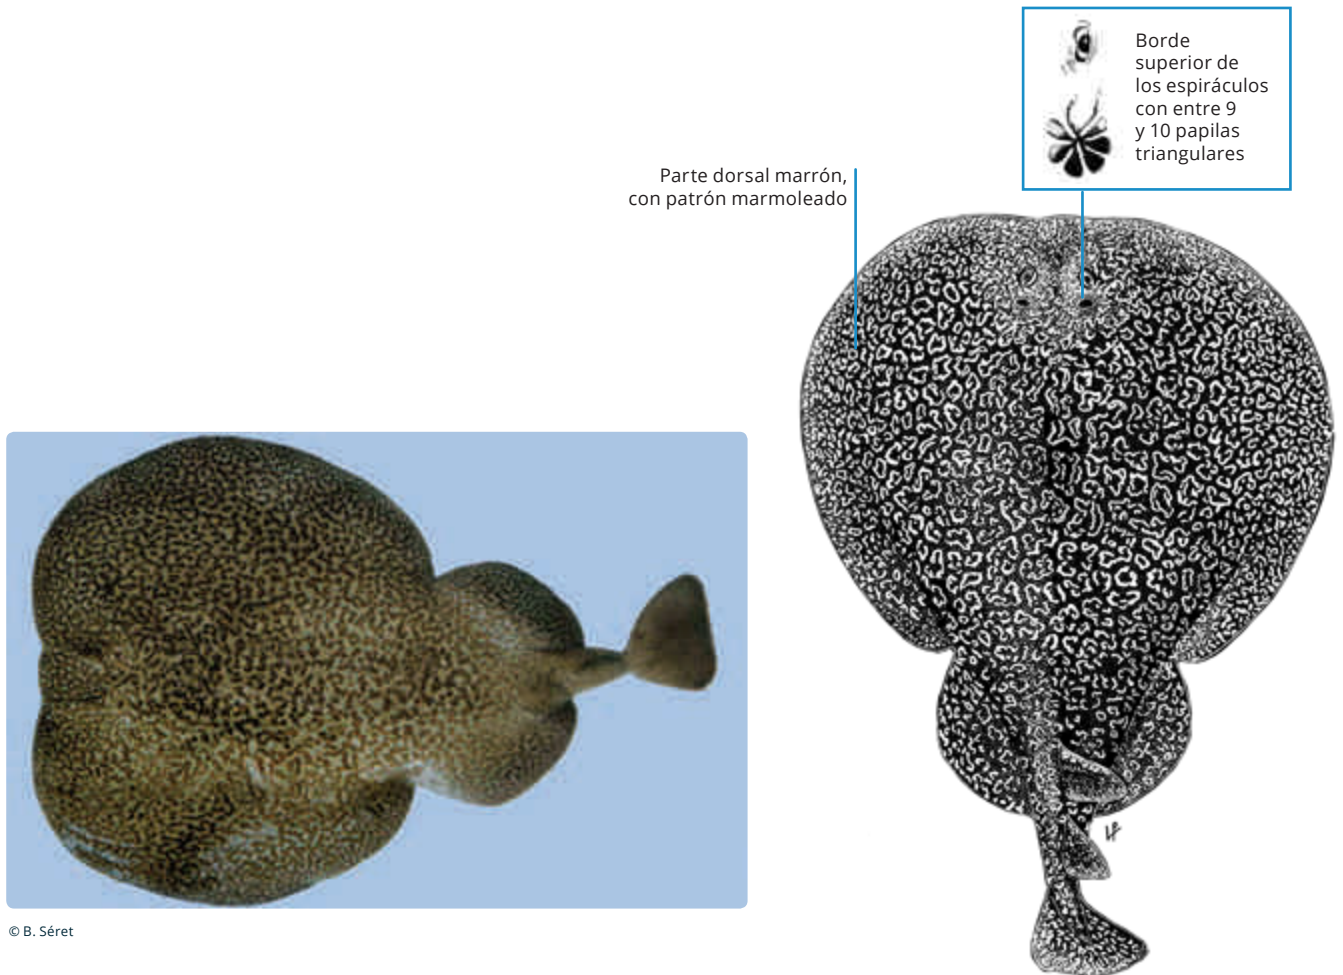 Borde
superior de
los espiráculos
con entre 9
y 10 papilas
triangulares
Parte dorsal marrón,
con patrón marmoleado
© B. Séret